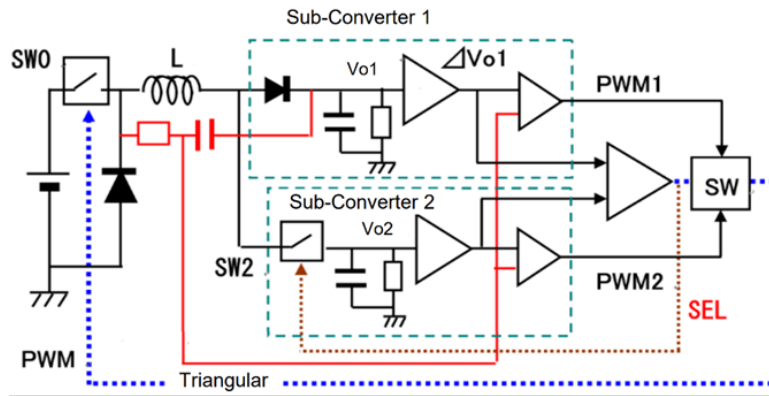 Sub-Converter 1
SW0
L
Vo1
⊿Vo1
PWM1
SW
Sub-Converter 2
Vo2
SW2
PWM2
SEL
PWM
Triangular